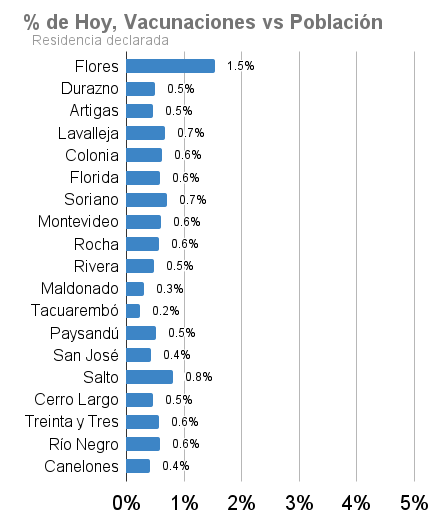 % de Hoy, Vacunaciones vs Población
Residencia declarada
Flores 1.5%
Durazno 0.5%
Artigas 0.5%
Lavalleja 0.7%
Colonia 0.6%
Florida 0.6%
Soriano 0.7%
Montevideo 0.6%
Rocha 0.6%
Rivera 0.5%
Maldonado 0.3%
Tacuarembó 0.2%
Paysandú 0.5%
San José 0.4%
Salto 0.8%
Cerro Largo 0.5%
Treinta y Tres 0.6%
Río Negro 0.6%
Canelones 0.4%
0% 1% 2% 3% 4% 5%